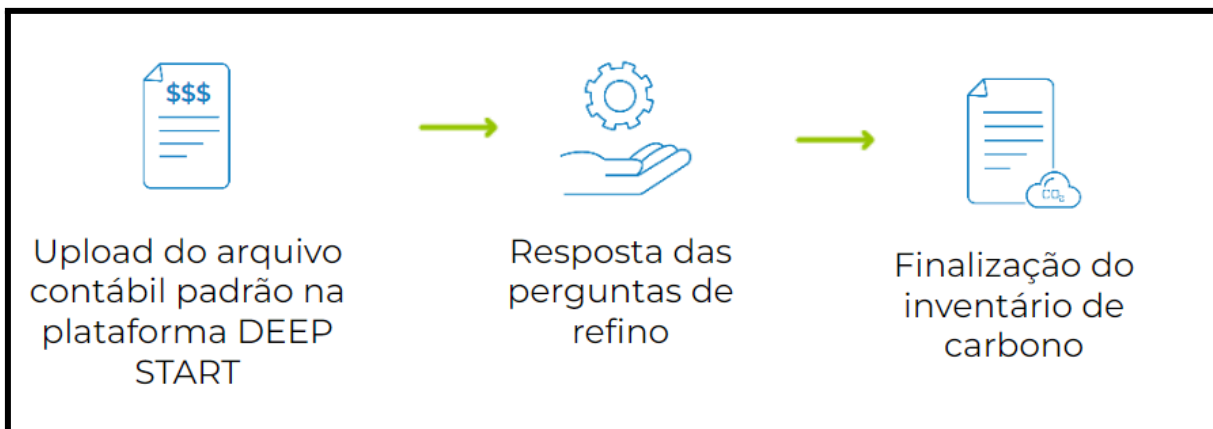 $$$
Upload do arquivo
contábil padrão na
plataforma DEEP
START
Resposta das
perguntas de
refino
CO₂
Finalização do
inventário de
carbono